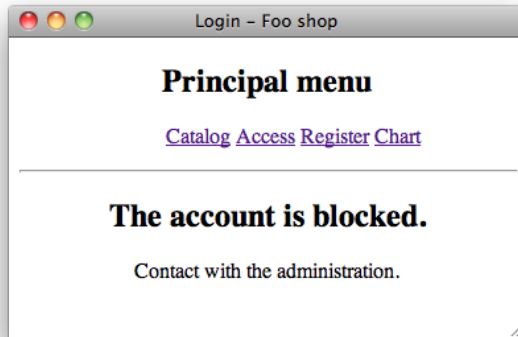 Login – Foo shop
Principal menu
Catalog Access Register Chart
The account is blocked.
Contact with the administration.